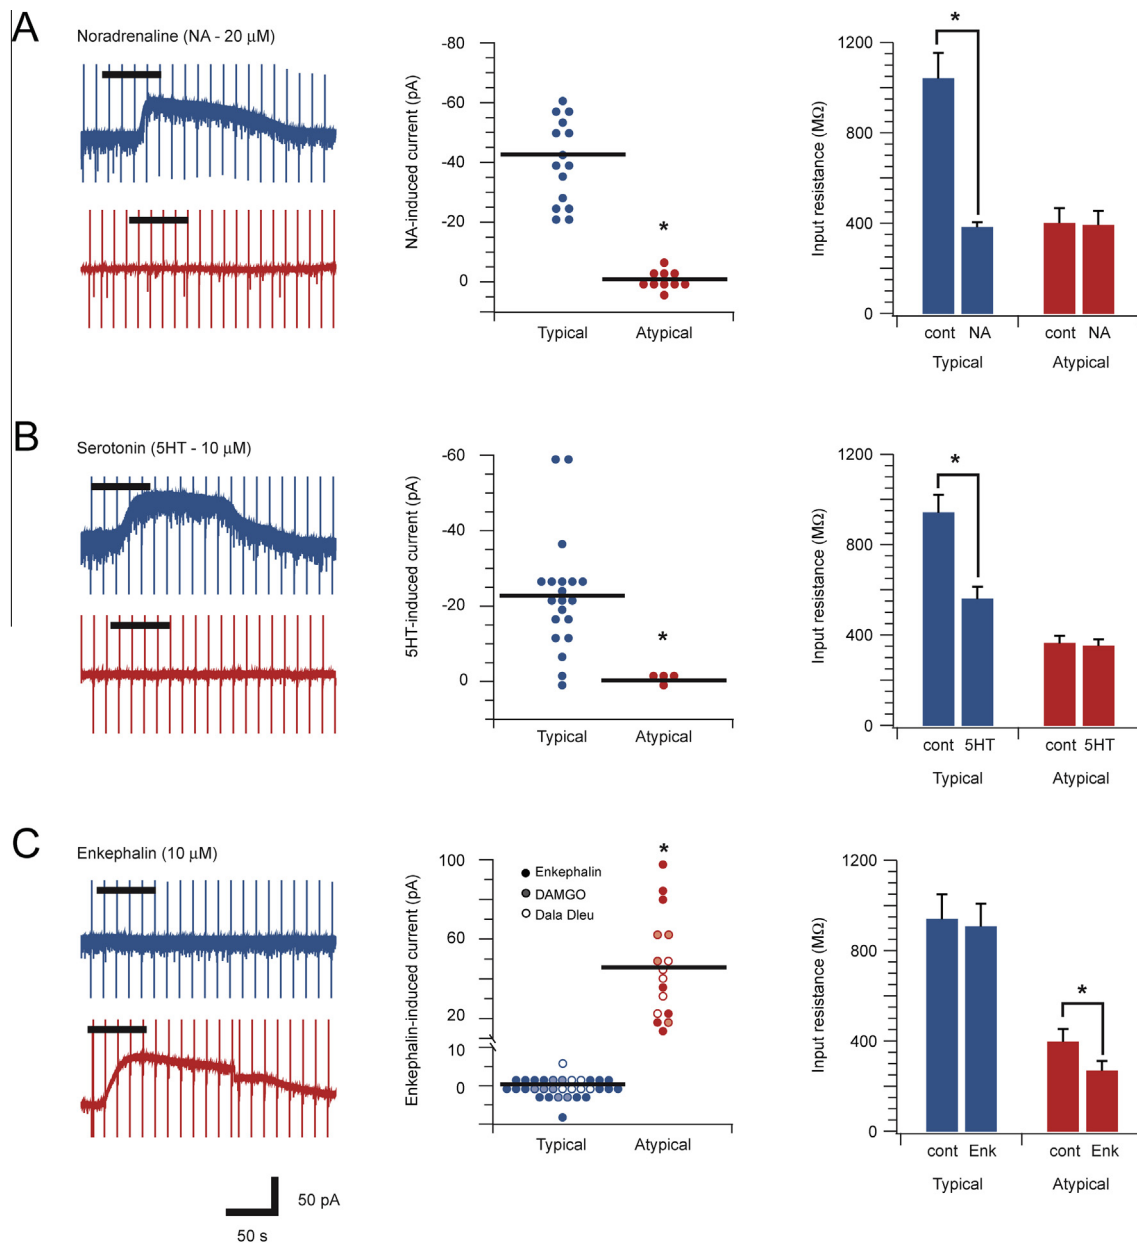 A
Noradrenaline (NA - 20 µM)
NA-induced current (pA)
-80
-60
-40
-20
0
*
Typical
Atypical
Input resistance (MΩ)
1200
800
400
0
*
cont NA
cont NA
Typical
Atypical
B
Serotonin (5HT - 10 µM)
5HT-induced current (pA)
-60
-40
-20
0
*
Typical
Atypical
Input resistance (MΩ)
1200
800
400
0
*
cont 5HT
cont 5HT
Typical
Atypical
C
Enkephalin (10 µM)
Enkephalin-induced current (pA)
100
60
20
10
0
*
Enkephalin
DAMGO
Dala Dleu
Typical
Atypical
Input resistance (MΩ)
1200
800
400
0
*
cont Enk
cont Enk
Typical
Atypical
50 pA
50 s